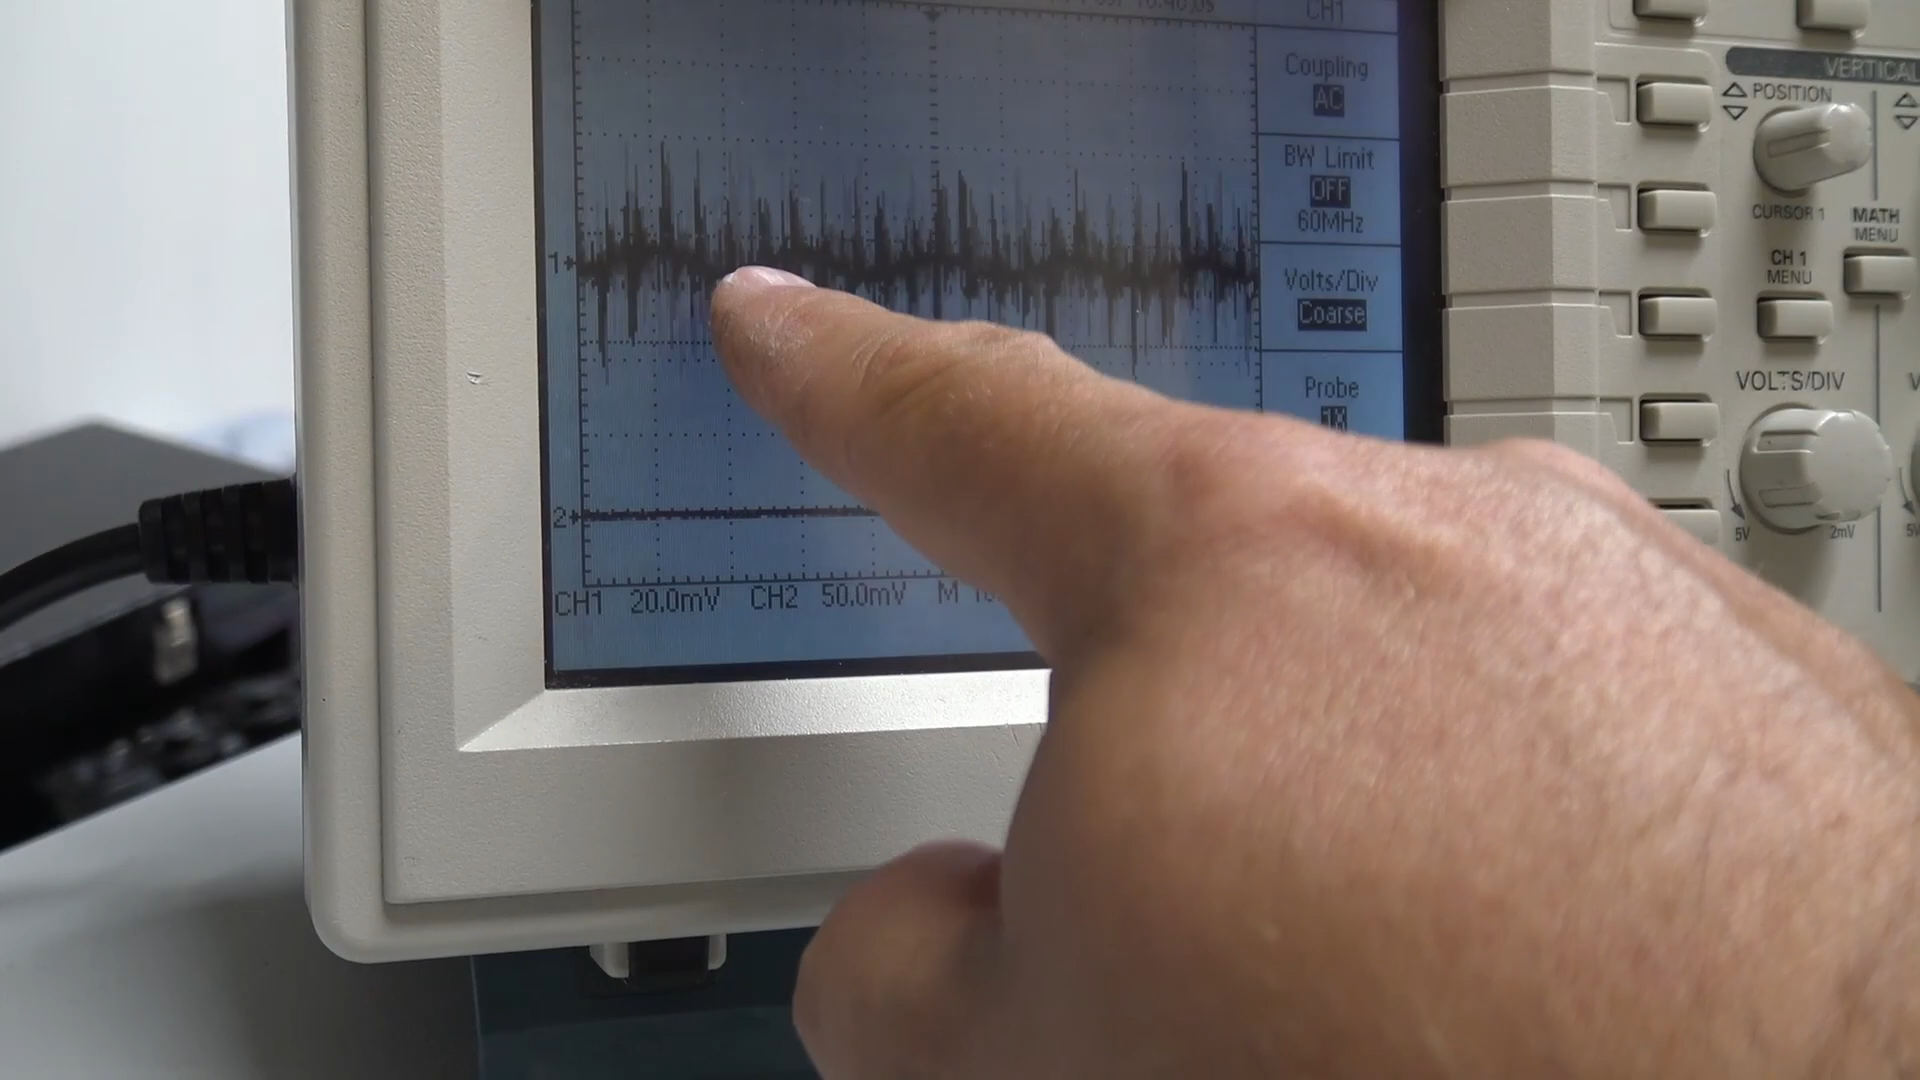 CH1
Coupling
AC
BW Limit
OFF
60MHz
Volts/Div
Coarse
Probe
1X
1
2
CH1 20.0mV CH2 50.0mV M
VERTICAL
POSITION
CURSOR 1
MATH
MENU
CH 1
MENU
VOLTS/DIV
5V 2mV